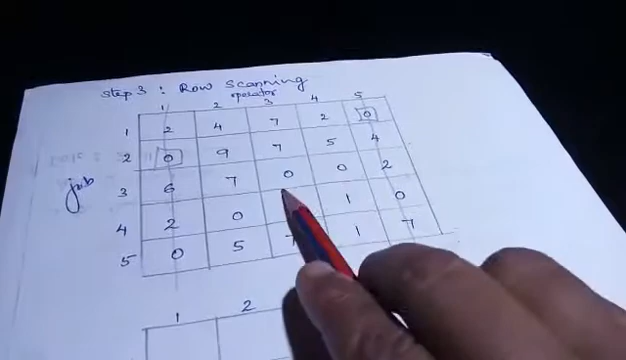 step 3 : Row Scanning
operator
1 2 3 4 5
1 2 4 7 2 0
2 0 9 7 5 4
job 3 6 7 0 0 2
4 2 0 1 0
5 0 5 1 7
1 2